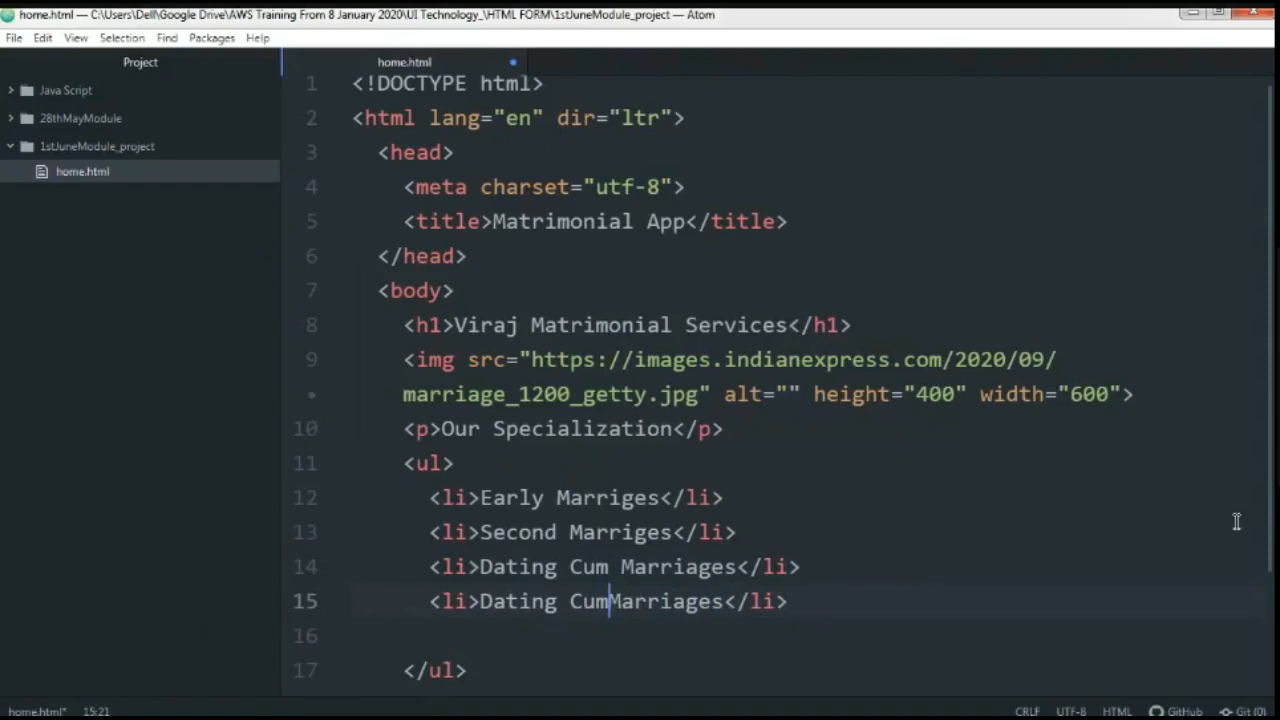 home.html — C:\Users\Dell\Google Drive\AWS Training From 8 January 2020\UI Technology_\HTML FORM\1stJuneModule_project — Atom
File Edit View Selection Find Packages Help
Project
home.html
Java Script
28thMayModule
1stJuneModule_project
home.html
1 <!DOCTYPE html>
2 <html lang="en" dir="ltr">
3 <head>
4 <meta charset="utf-8">
5 <title>Matrimonial App</title>
6 </head>
7 <body>
8 <h1>Viraj Matrimonial Services</h1>
9 <img src="https://images.indianexpress.com/2020/09/
• marriage_1200_getty.jpg" alt="" height="400" width="600">
10 <p>Our Specialization</p>
11 <ul>
12 <li>Early Marriges</li>
13 <li>Second Marriges</li>
14 <li>Dating Cum Marriages</li>
15 <li>Dating CumMarriages</li>
16
17 </ul>
home.html* 15:21 CRLF UTF-8 HTML GitHub Git (0)